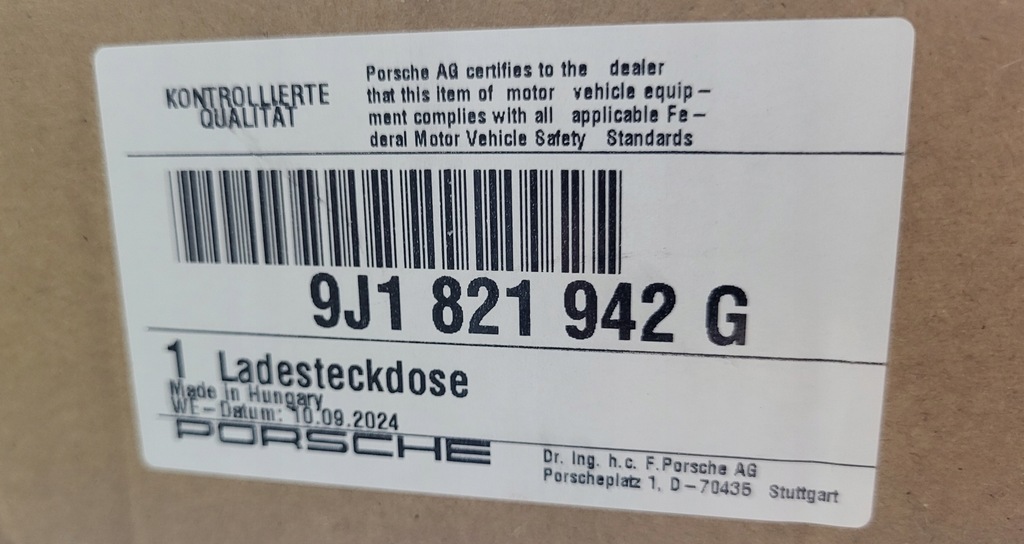 KONTROLLIERTE
QUALITÄT
Porsche AG certifies to the dealer
that this item of motor vehicle equip-
ment complies with all applicable Fe-
deral Motor Vehicle Safety Standards
9J1 821 942 G
1 Ladesteckdose
Made in Hungary
WE-Datum: 10.09.2024
PORSCHE
Dr. Ing. h.c. F.Porsche AG
Porscheplatz 1, D-70435 Stuttgart